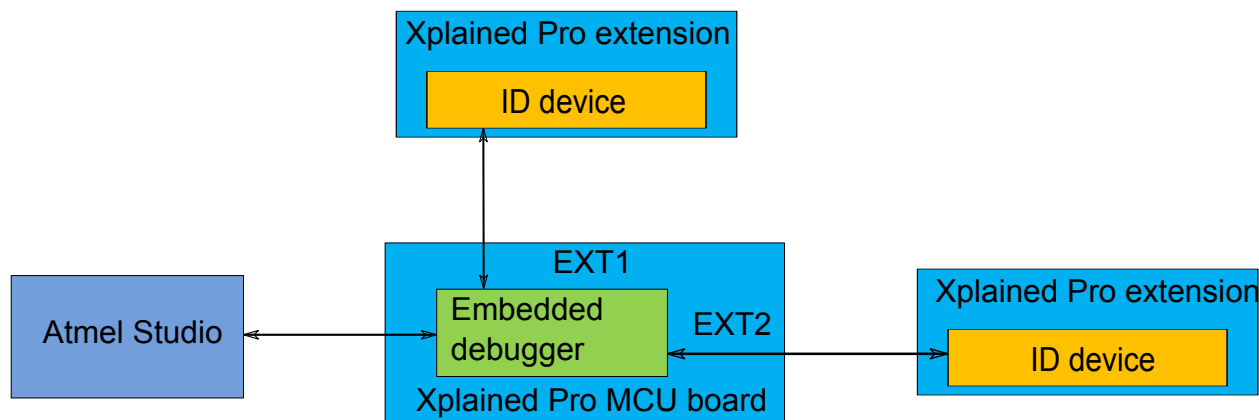 Xplained Pro extension
ID device
EXT1
Atmel Studio
Embedded
debugger
EXT2
Xplained Pro MCU board
Xplained Pro extension
ID device